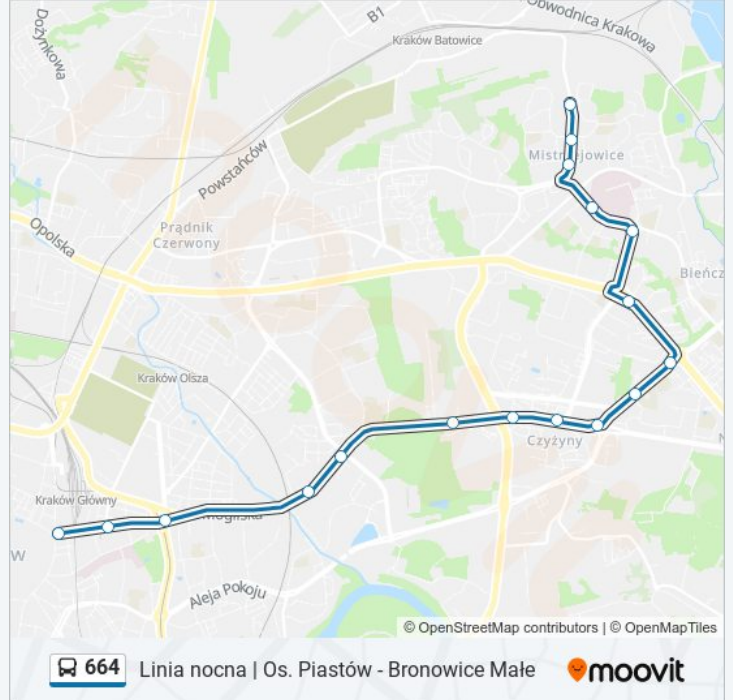 B1
Obwodnica Krakowa
Dożynkowa
Kraków Batowice
Powstańców
Mistrzejowice
Opolska
Prądnik
Czerwony
Bieńcz
Kraków Olsza
Czyżyny
Kraków Główny
Mogilska
W
Aleja Pokoju
© OpenStreetMap contributors | © OpenMapTiles
664 Linia nocna | Os. Piastów - Bronowice Małe moovit